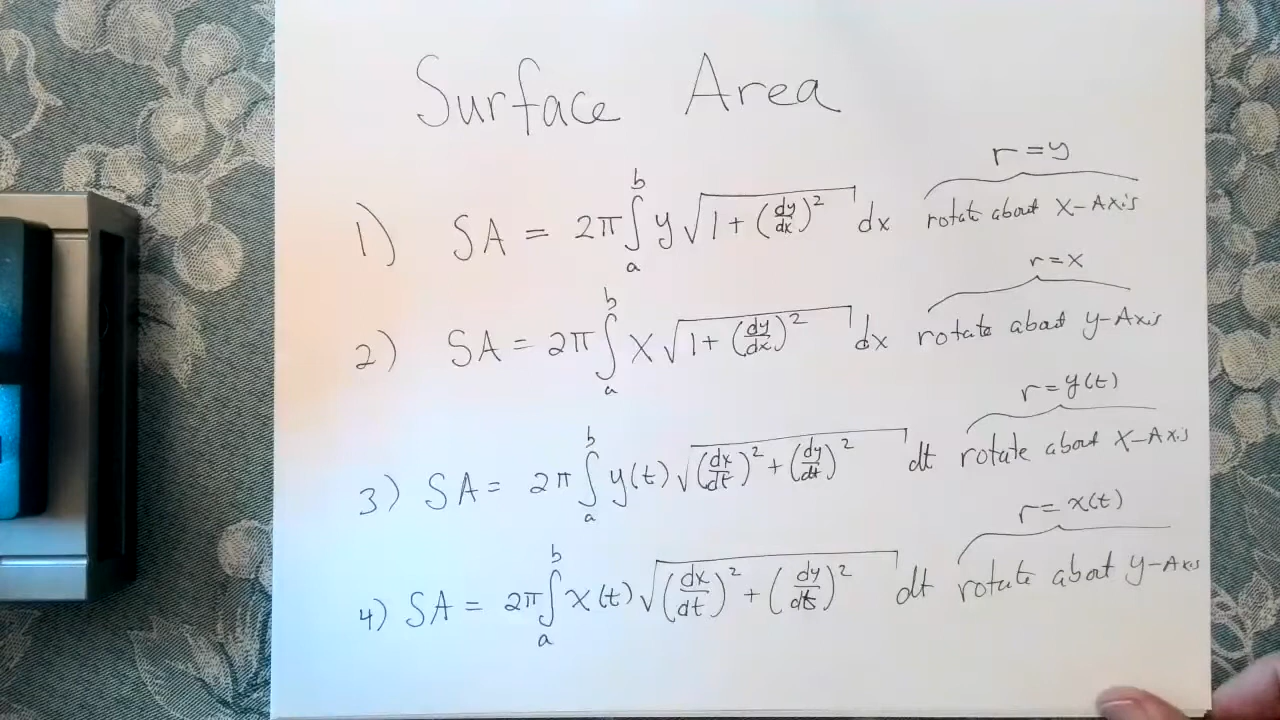 Surface Area
r=y
1) SA = 2π∫_a^b y√(1+(dy/dx)²) dx rotate about X-Axis
r=x
2) SA = 2π∫_a^b x√(1+(dy/dx)²) dx rotate about y-Axis
r=y(t)
3) SA = 2π∫_a^b y(t)√((dx/dt)²+(dy/dt)²) dt rotate about X-Axis
r=x(t)
4) SA = 2π∫_a^b x(t)√((dx/dt)²+(dy/dt)²) dt rotate about y-Axis